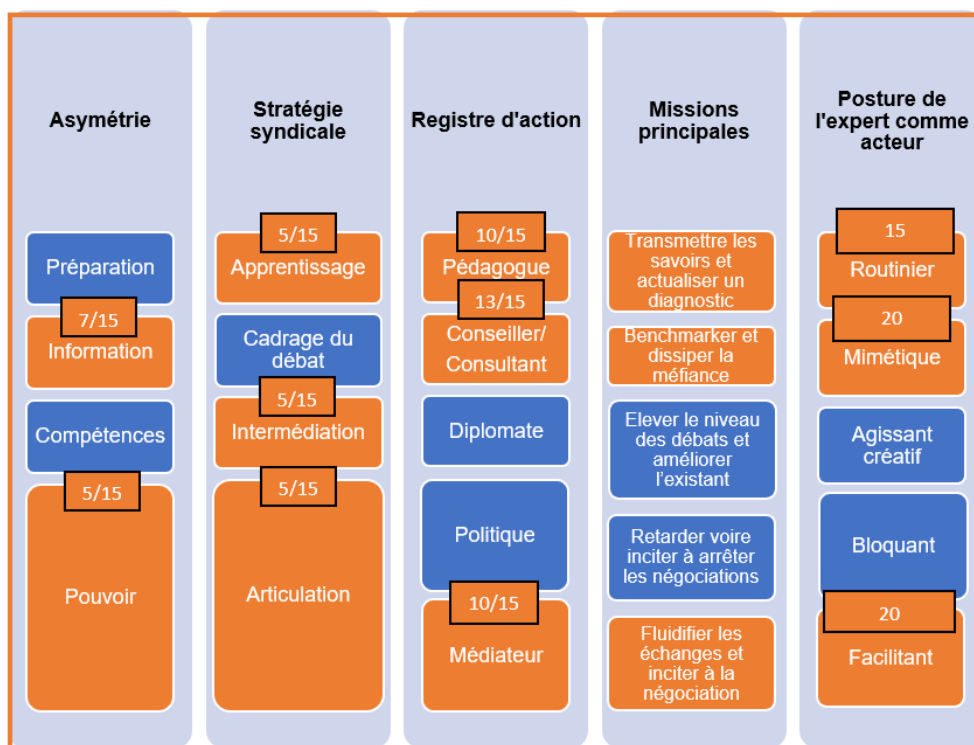 Asymétrie
Préparation
7/15
Information
Compétences
5/15
Pouvoir
Stratégie
syndicale
5/15
Apprentissage
Cadrage du
débat
5/15
Intermédiation
5/15
Articulation
Registre d'action
10/15
Pédagogue
13/15
Conseiller/
Consultant
Diplomate
Politique
10/15
Médiateur
Missions
principales
Transmettre les
savoirs et
actualiser un
diagnostic
Benchmarker et
dissiper la
méfiance
Elever le niveau
des débats et
améliorer
l'existant
Retarder voire
inciter à arrêter
les négociations
Fluidifier les
échanges et
inciter à la
négociation
Posture de
l'expert comme
acteur
15
Routinier
20
Mimétique
Agissant
créatif
Bloquant
20
Facilitant